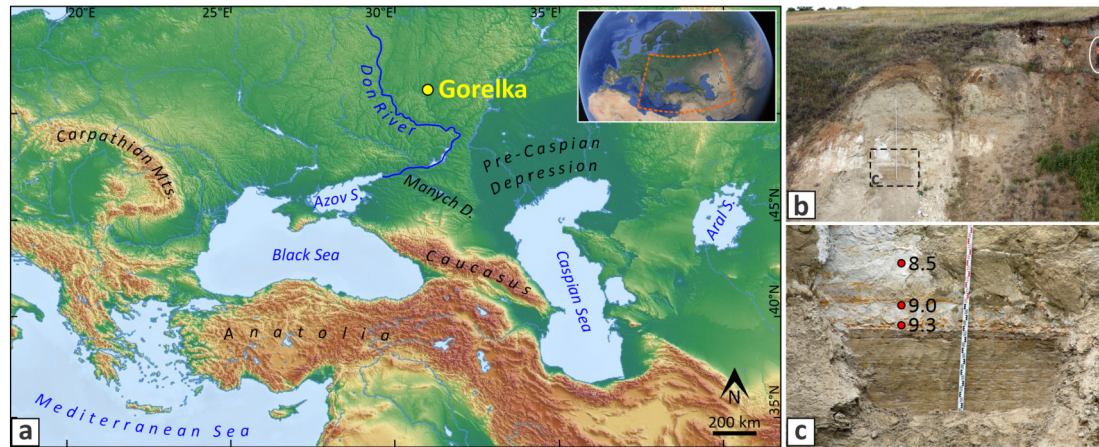 20°E 25°E 30°E 35°E
Gorelka
Don River
Carpathian Mts.
Pre-Caspian
Depression
Azov S.
Manych D.
Aral S.
45°N
Black Sea
Caucasus
Caspian Sea
40°N
Anatolia
35°N
N
200 km
Mediterranean Sea
a
c
b
8.5
9.0
9.3
c